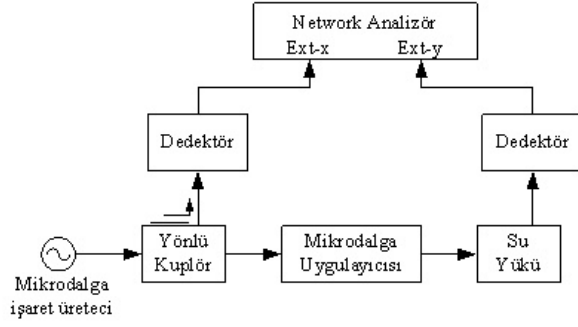 Network Analizör
Ext-x Ext-y
Dedektör
Dedektör
Yönlü
Kuplör
Mikrodalga
Uygulayıcısı
Su
Yükü
Mikrodalga
işaret üreteci